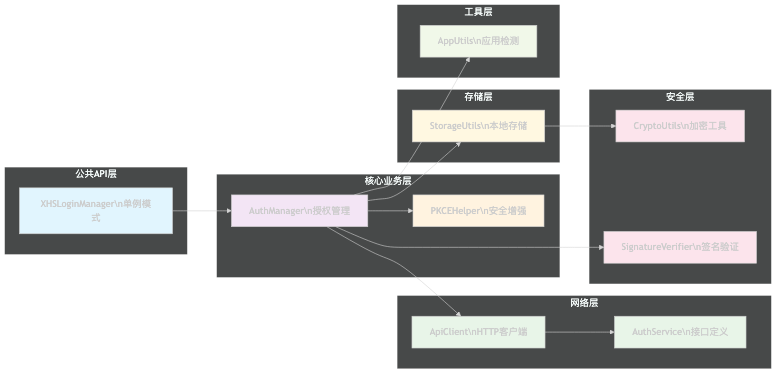 工具层
AppUtils\n应用检测
存储层
StorageUtils\n本地存储
安全层
CryptoUtils\n加密工具
公共API层
XHSLoginManager\n单例模
式
核心业务层
AuthManager\n授权管理
PKCEHelper\n安全增强
SignatureVerifier\n签名验证
网络层
ApiClient\nHTTP客户端
AuthService\n接口定义